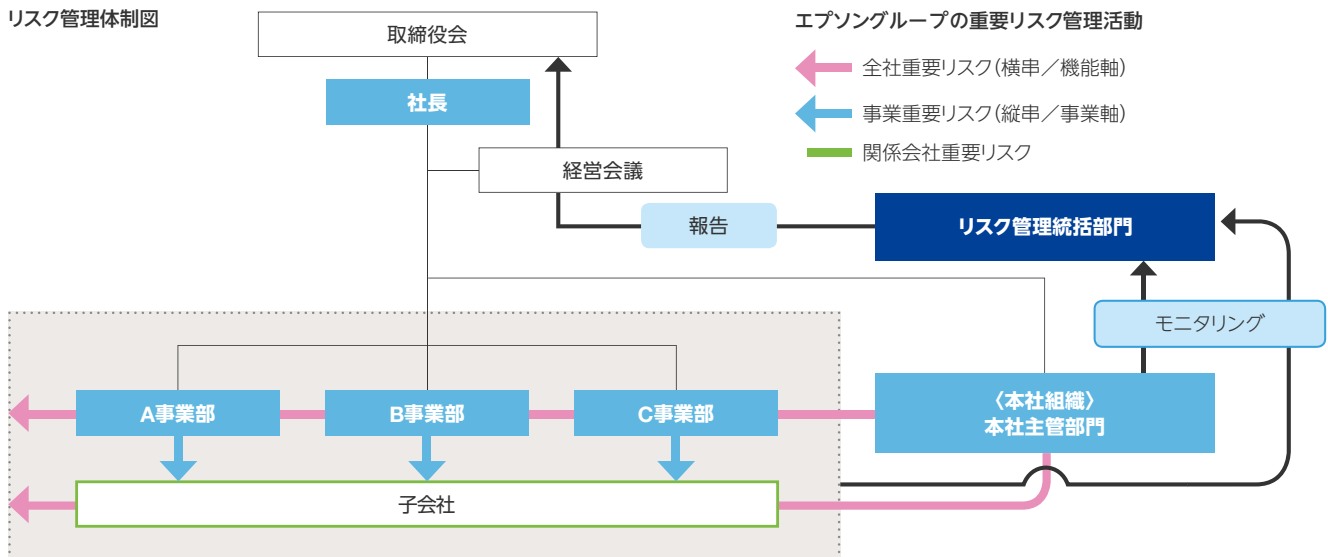 リスク管理体制図
エプソングループの重要リスク管理活動
全社重要リスク(横串／機能軸)
事業重要リスク(縦串／事業軸)
関係会社重要リスク
取締役会
社長
経営会議
報告
リスク管理統括部門
モニタリング
A事業部
B事業部
C事業部
〈本社組織〉
本社主管部門
子会社